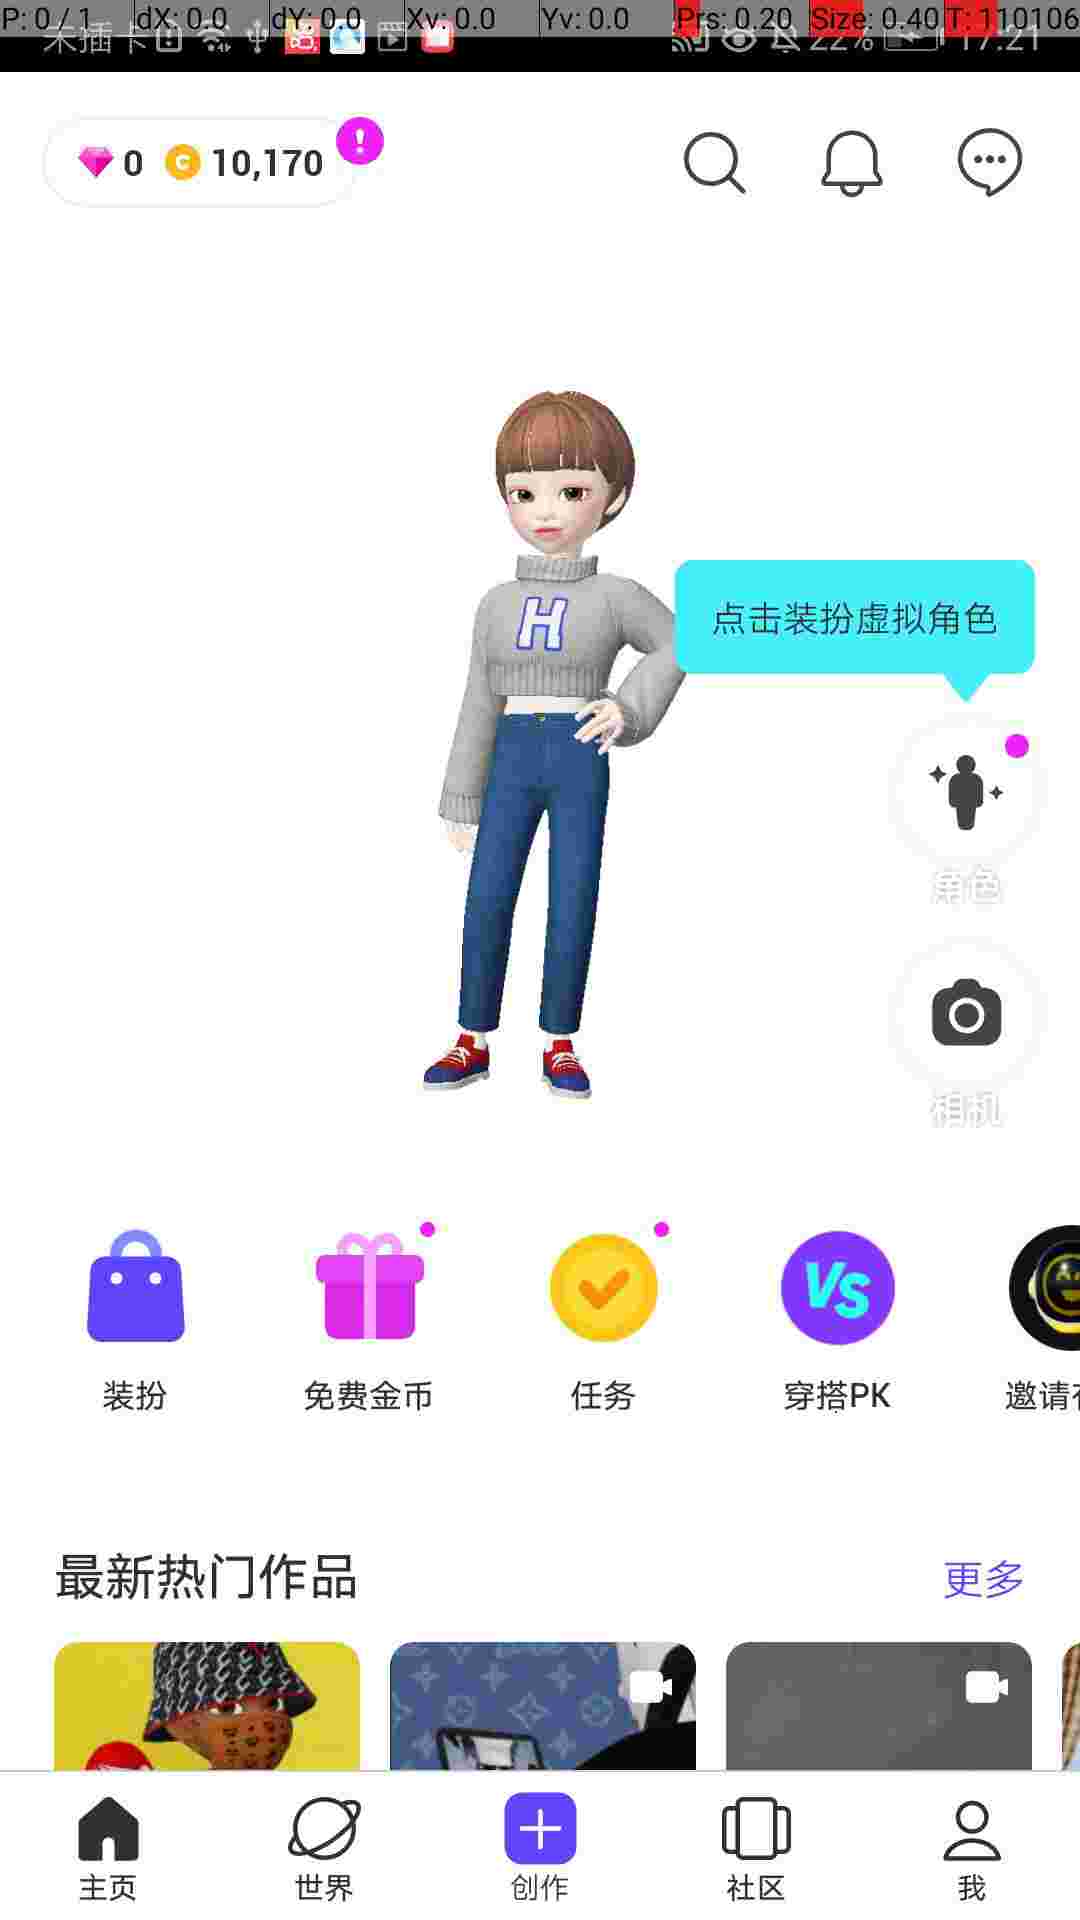 P: 0 / 1 dX: 0.0 dY: 0.0 Xv: 0.0 Yv: 0.0 Prs: 0.20 Size: 0.40 T: 110106
未插卡 22% 17:21
0 10,170
H
点击装扮虚拟角色
角色
相机
VS
装扮 免费金币 任务 穿搭PK 邀请
最新热门作品 更多
主页 世界 创作 社区 我